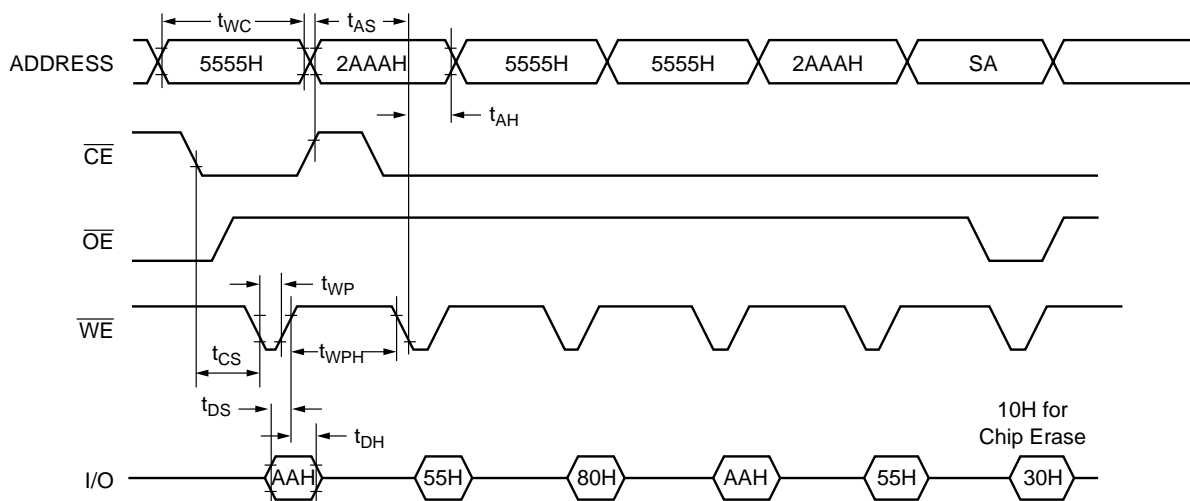 tWC tAS
ADDRESS 5555H 2AAAH 5555H 5555H 2AAAH SA
tAH
CE
OE
tWP
WE
tCS tWPH
tDS
tDH
10H for
Chip Erase
I/O AAH 55H 80H AAH 55H 30H